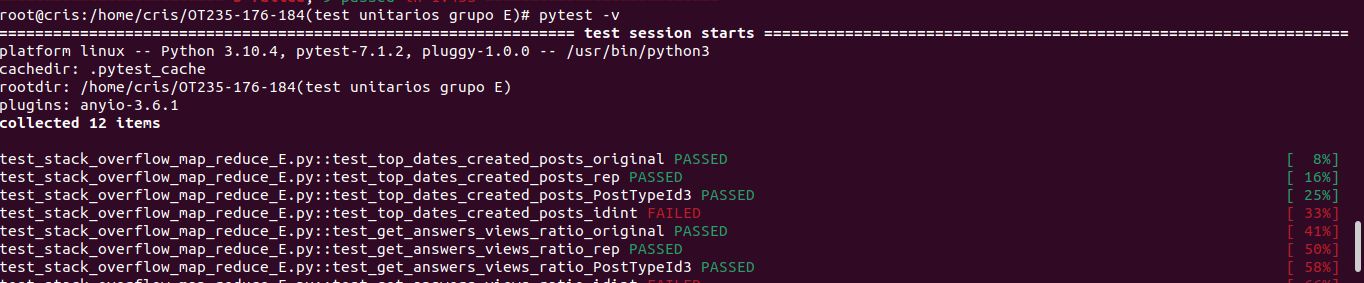 root@cris:/home/cris/OT235-176-184(test unitarios grupo E)# pytest -v
================================================================ test session starts =================================================================
platform linux -- Python 3.10.4, pytest-7.1.2, pluggy-1.0.0 -- /usr/bin/python3
cachedir: .pytest_cache
rootdir: /home/cris/OT235-176-184(test unitarios grupo E)
plugins: anyio-3.6.1
collected 12 items
test_stack_overflow_map_reduce_E.py::test_top_dates_created_posts_original PASSED [  8%]
test_stack_overflow_map_reduce_E.py::test_top_dates_created_posts_rep PASSED [ 16%]
test_stack_overflow_map_reduce_E.py::test_top_dates_created_posts_PostTypeId3 PASSED [ 25%]
test_stack_overflow_map_reduce_E.py::test_top_dates_created_posts_idint FAILED [ 33%]
test_stack_overflow_map_reduce_E.py::test_get_answers_views_ratio_original PASSED [ 41%]
test_stack_overflow_map_reduce_E.py::test_get_answers_views_ratio_rep PASSED [ 50%]
test_stack_overflow_map_reduce_E.py::test_get_answers_views_ratio_PostTypeId3 PASSED [ 58%]